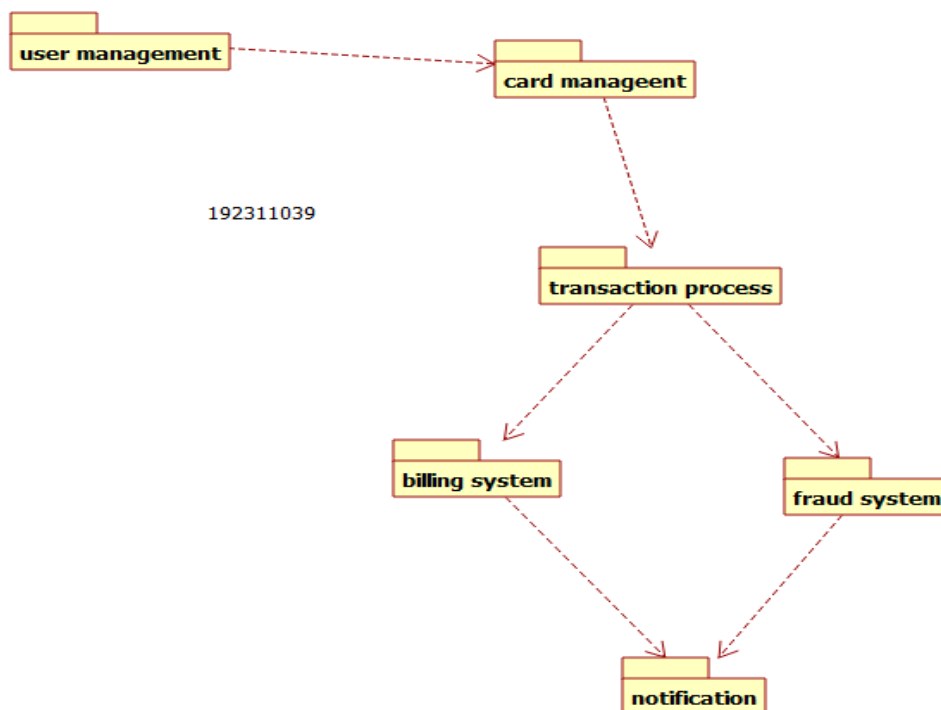 user management
card manageent
192311039
transaction process
billing system
fraud system
notification